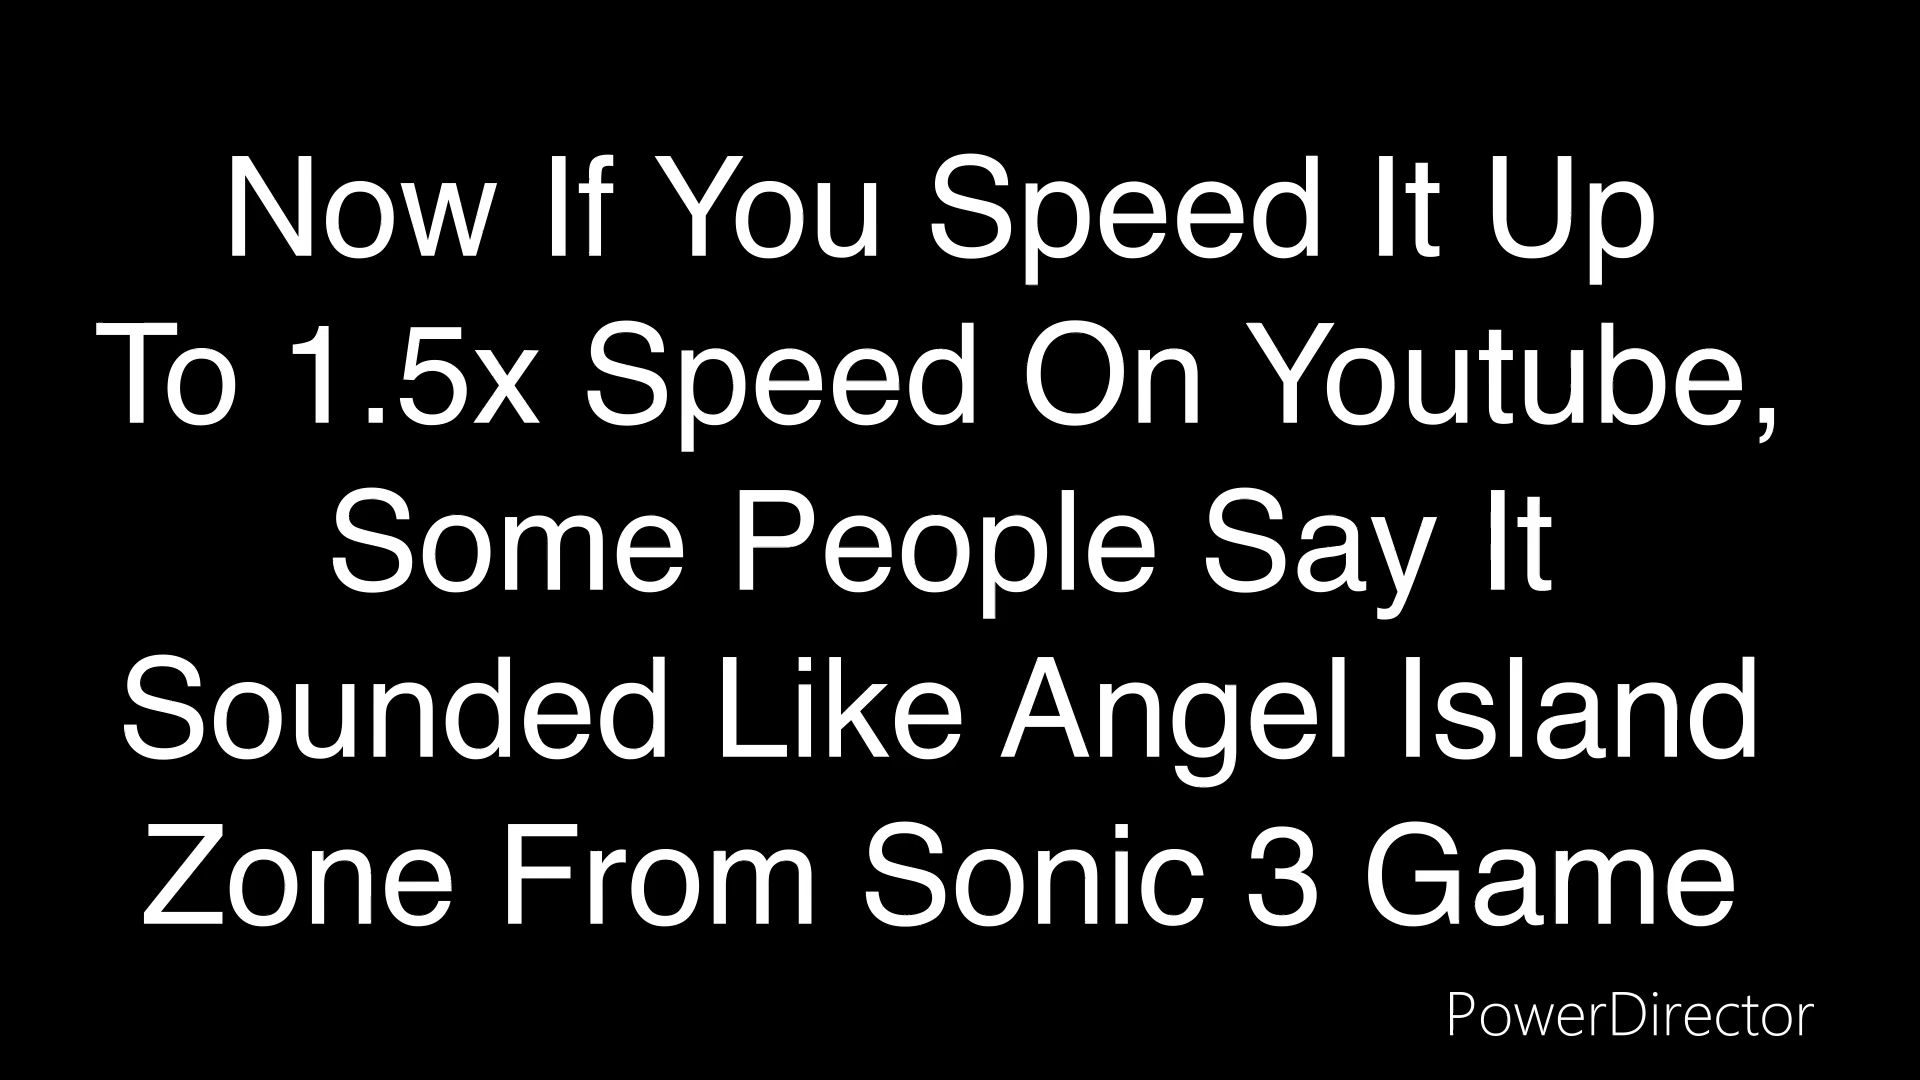 Now If You Speed It Up
To 1.5x Speed On Youtube,
Some People Say It
Sounded Like Angel Island
Zone From Sonic 3 Game
PowerDirector